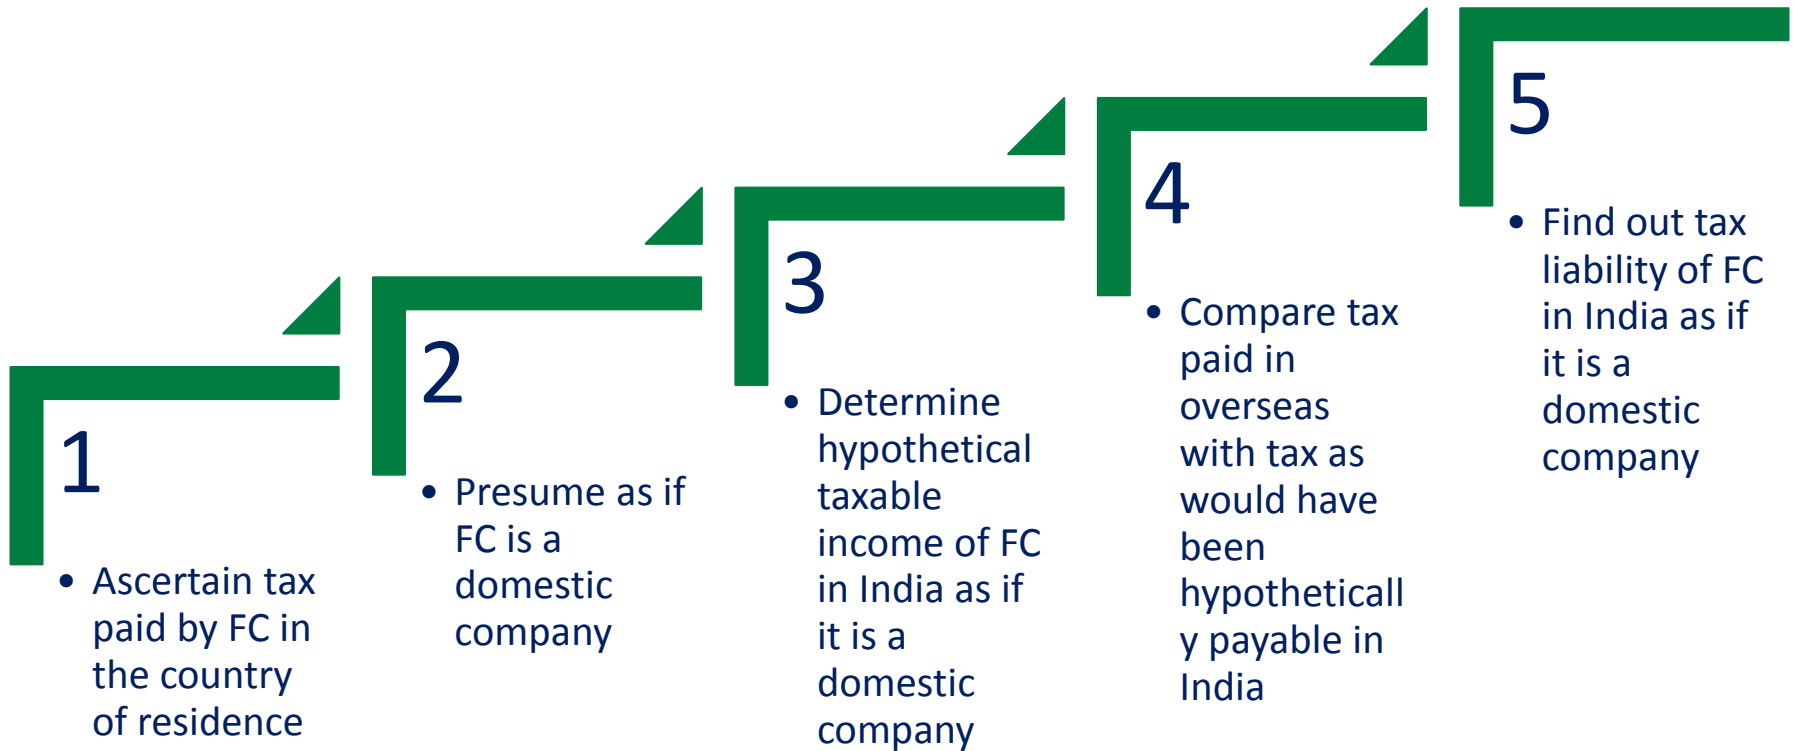 1
• Ascertain tax
paid by FC in
the country
of residence
2
• Presume as if
FC is a
domestic
company
3
• Determine
hypothetical
taxable
income of FC
in India as if
it is a
domestic
company
4
• Compare tax
paid in
overseas
with tax as
would have
been
hypotheticall
y payable in
India
5
• Find out tax
liability of FC
in India as if
it is a
domestic
company